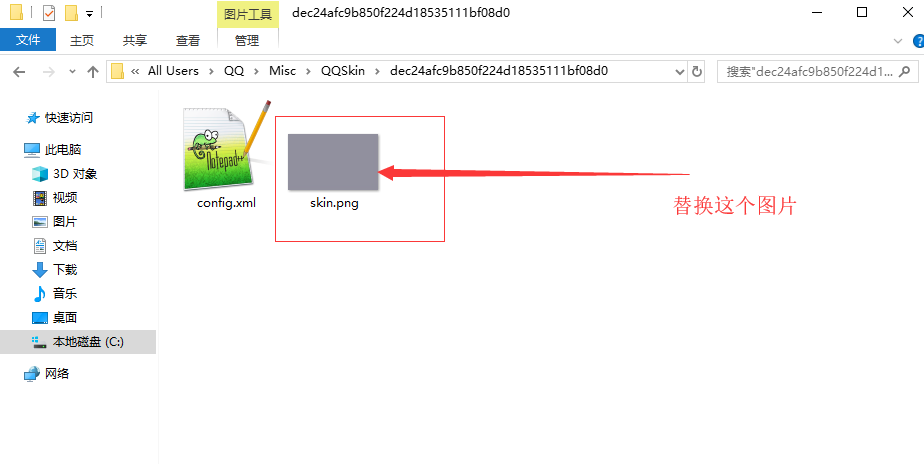 图片工具
dec24afc9b850f224d18535111bf08d0
文件
主页
共享
查看
管理
?
« All Users > QQ > Misc > QQSkin > dec24afc9b850f224d18535111bf08d0
搜索"dec24afc9b850f224d1...
快速访问
此电脑
3D 对象
视频
图片
文档
下载
音乐
桌面
本地磁盘 (C:)
网络
Notepad++
config.xml
skin.png
替换这个图片